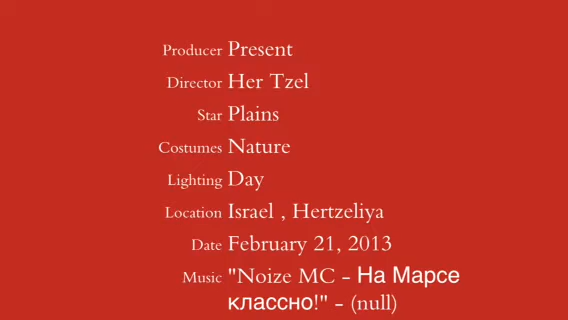 Producer Present
Director Her Tzel
Star Plains
Costumes Nature
Lighting Day
Location Israel , Hertzeliya
Date February 21, 2013
Music "Noize MC - На Марсе
классно!" - (null)